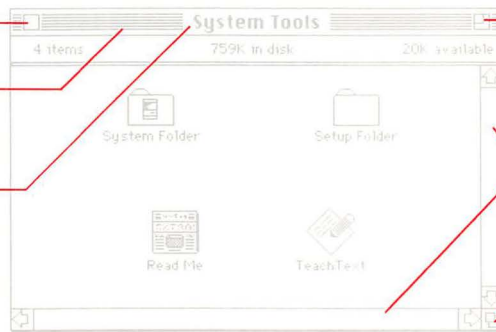 System Tools
4 items 759K in disk 20K available
System Folder Setup Folder
Read Me TeachText